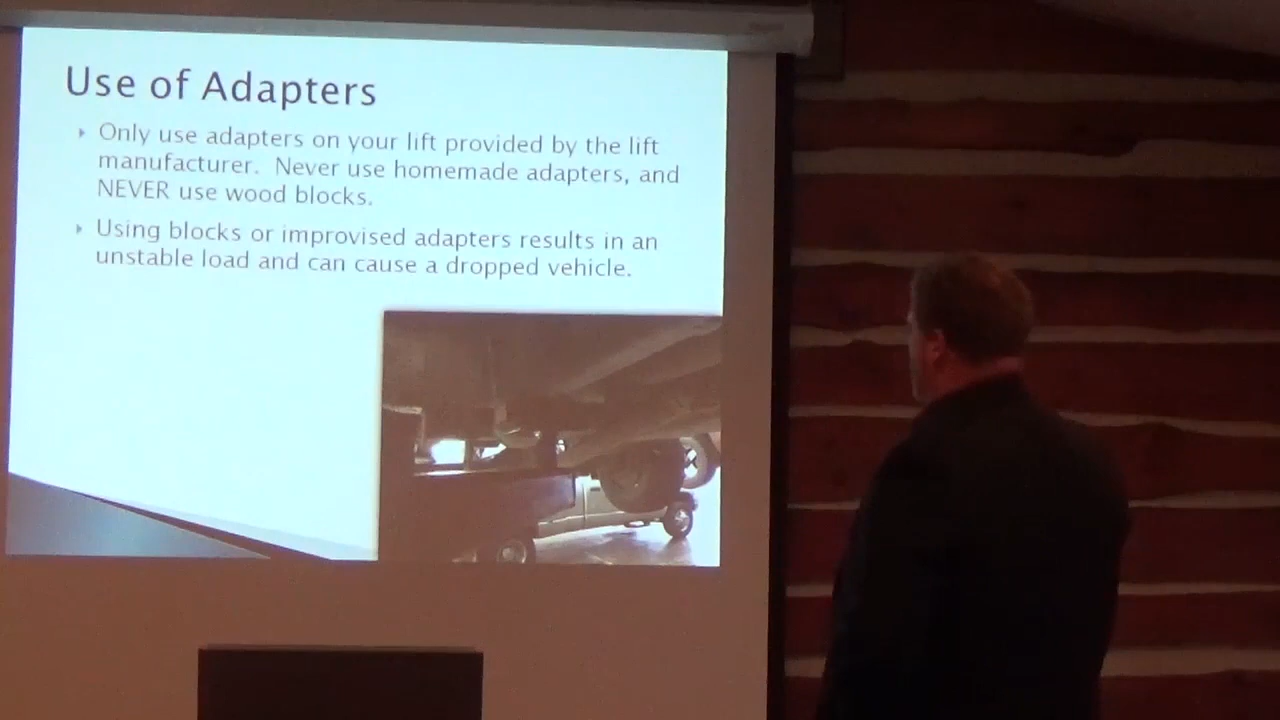 Use of Adapters
Only use adapters on your lift provided by the lift
manufacturer. Never use homemade adapters, and
NEVER use wood blocks.
Using blocks or improvised adapters results in an
unstable load and can cause a dropped vehicle.